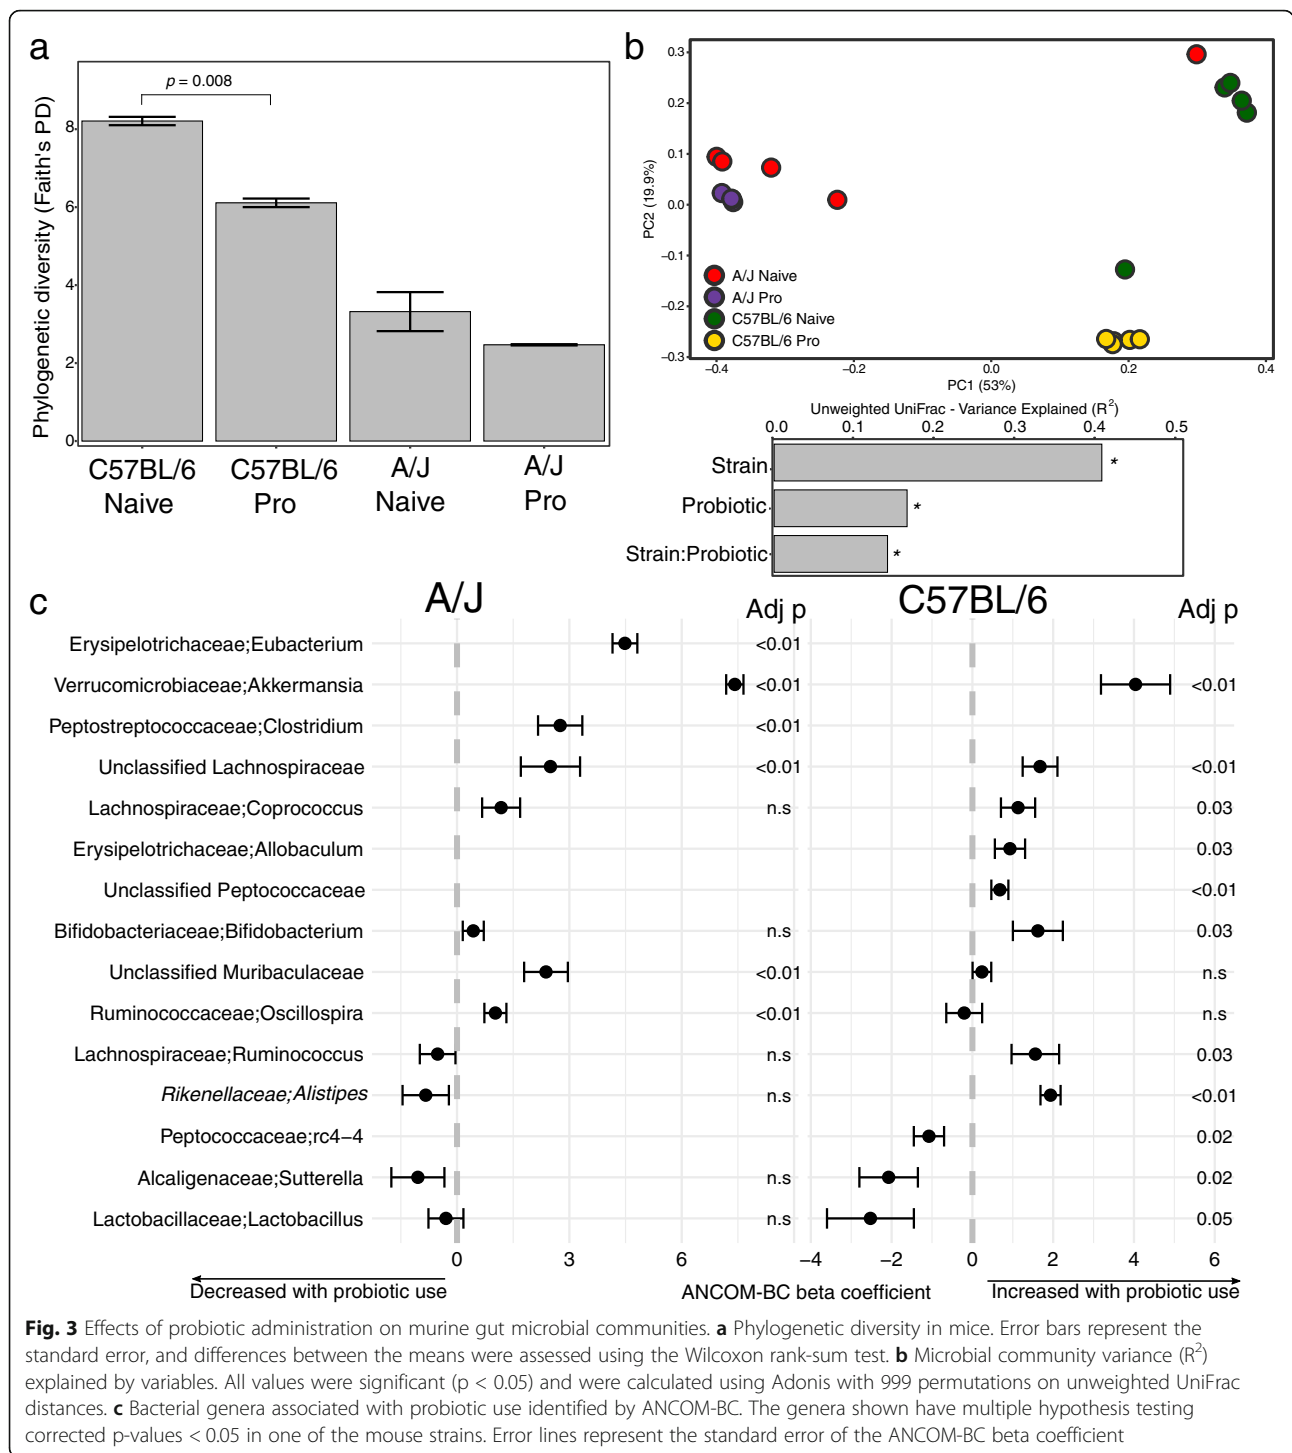 a
Phylogenetic diversity (Faith's PD)
p = 0.008
8
6
4
2
0
C57BL/6 Naive
C57BL/6 Pro
A/J Naive
A/J Pro
b
PC2 (19.9%)
0.3
0.2
0.1
0.0
−0.1
−0.2
−0.3
A/J Naive
A/J Pro
C57BL/6 Naive
C57BL/6 Pro
−0.4 −0.2 0.0 0.2 0.4
PC1 (53%)
Unweighted UniFrac - Variance Explained (R2)
0.0 0.1 0.2 0.3 0.4 0.5
Strain *
Probiotic *
Strain:Probiotic *
c
A/J Adj p C57BL/6 Adj p
Erysipelotrichaceae;Eubacterium <0.01
Verrucomicrobiaceae;Akkermansia <0.01 <0.01
Peptostreptococcaceae;Clostridium <0.01
Unclassified Lachnospiraceae <0.01 <0.01
Lachnospiraceae;Coprococcus n.s 0.03
Erysipelotrichaceae;Allobaculum 0.03
Unclassified Peptococcaceae <0.01
Bifidobacteriaceae;Bifidobacterium n.s 0.03
Unclassified Muribaculaceae <0.01 n.s
Ruminococcaceae;Oscillospira <0.01 n.s
Lachnospiraceae;Ruminococcus n.s 0.03
Rikenellaceae;Alistipes n.s <0.01
Peptococcaceae;rc4−4 0.02
Alcaligenaceae;Sutterella n.s 0.02
Lactobacillaceae;Lactobacillus n.s 0.05
0 3 6 −4 −2 0 2 4 6
Decreased with probiotic use ANCOM-BC beta coefficient Increased with probiotic use
Fig. 3 Effects of probiotic administration on murine gut microbial communities. a Phylogenetic diversity in mice. Error bars represent the
standard error, and differences between the means were assessed using the Wilcoxon rank-sum test. b Microbial community variance (R2)
explained by variables. All values were significant (p < 0.05) and were calculated using Adonis with 999 permutations on unweighted UniFrac
distances. c Bacterial genera associated with probiotic use identified by ANCOM-BC. The genera shown have multiple hypothesis testing
corrected p-values < 0.05 in one of the mouse strains. Error lines represent the standard error of the ANCOM-BC beta coefficient